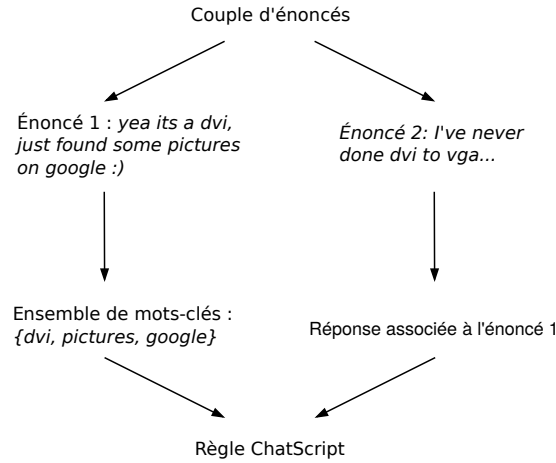 Couple d'énoncés
Énoncé 1 : yea its a dvi,
just found some pictures
on google :)
Énoncé 2: I've never
done dvi to vga...
Ensemble de mots-clés :
{dvi, pictures, google}
Réponse associée à l'énoncé 1
Règle ChatScript